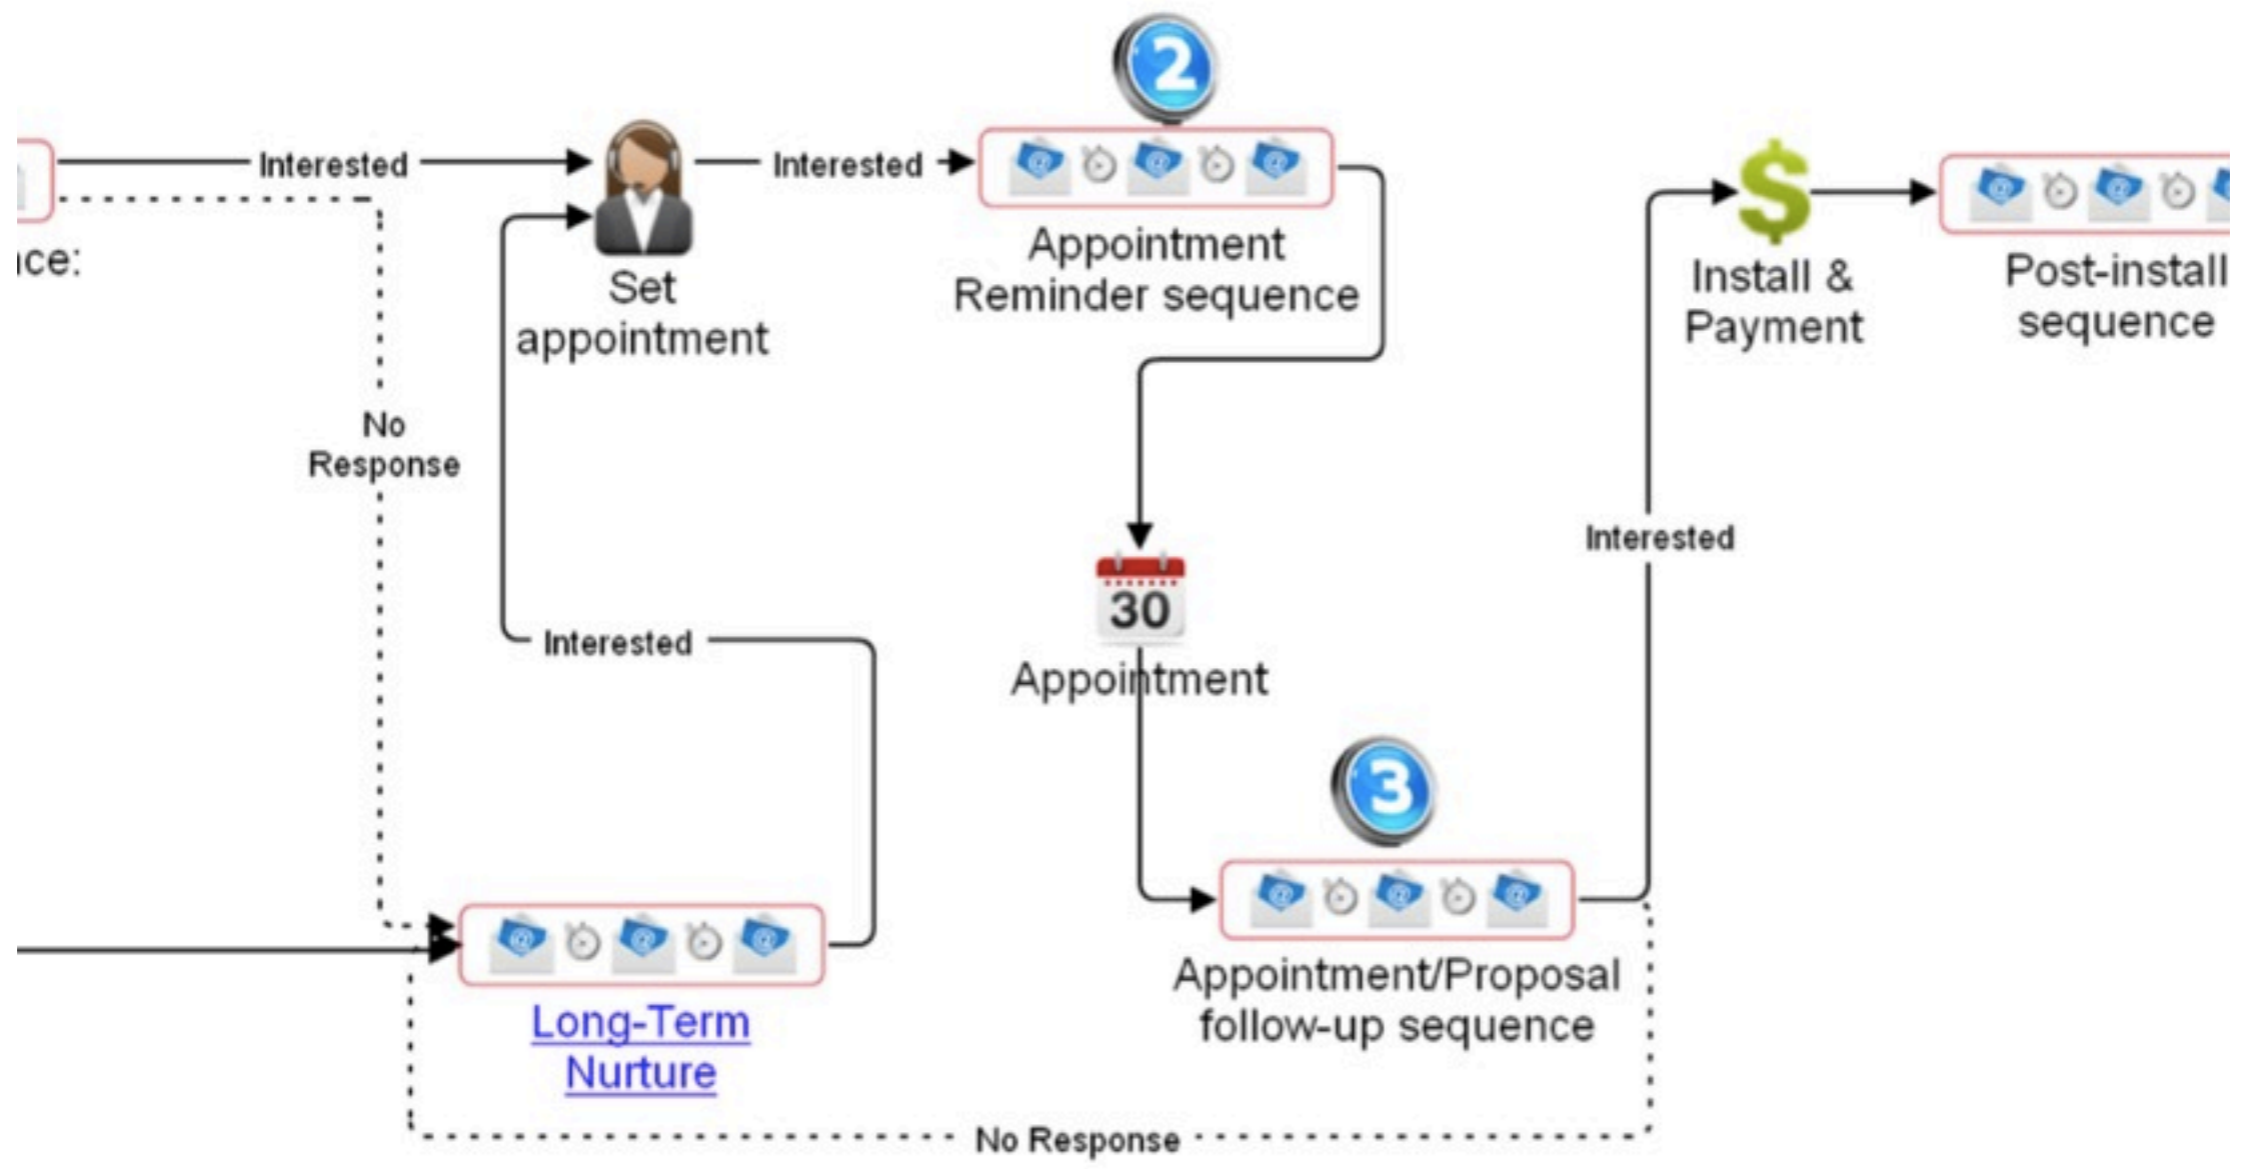 2
Interested
Interested
ce:
Set
appointment
Appointment
Reminder sequence
Install &
Payment
Post-install
sequence
No
Response
Interested
30
Interested
Appointment
3
Long-Term
Nurture
Appointment/Proposal
follow-up sequence
No Response